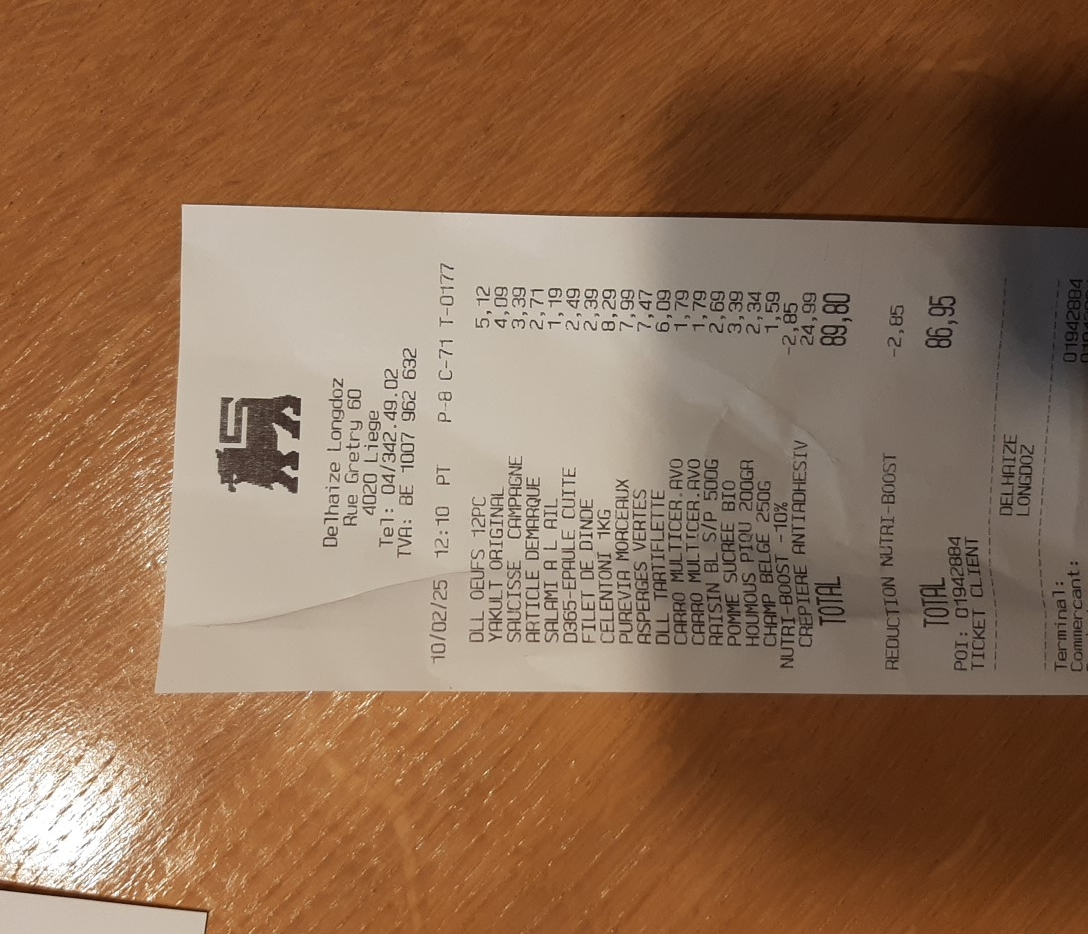 Delhaize Longdoz
Rue Gretry 60
4020 Liege
Tel: 04/342.49.02
TVA: BE 1007 962 632
10/02/25 12:10 PT P-8 C-71 T-0177
DLL OEUFS 12PC 5,12
YAKULT ORIGINAL 4,09
SAUCISSE CAMPAGNE 3,39
ARTICLE DEMARQUE 2,71
SALAMI A L AIL 1,19
D365-EPAULE CUITE 2,49
FILET DE DINDE 2,39
CELENTONI 1KG 8,29
PUREVIA MORCEAUX 7,99
ASPERGES VERTES 7,47
DLL TARTIFLETTE 6,09
CARRO MULTICER.AVO 1,79
CARRO MULTICER.AVO 1,79
RAISIN BL S/P 500G 2,69
POMME SUCREE BIO 3,39
HOUMOUS PIQU 200GR 2,34
CHAMP BELGE 250G 1,59
NUTRI-BOOST -10% -2,85
CREPIERE ANTIADHESIV 24,99
TOTAL 89,80
REDUCTION NUTRI-BOOST -2,85
TOTAL 86,95
POI: 01942884
TICKET CLIENT
DELHAIZE
LONGDOZ
Terminal: 01942884
Commercant: